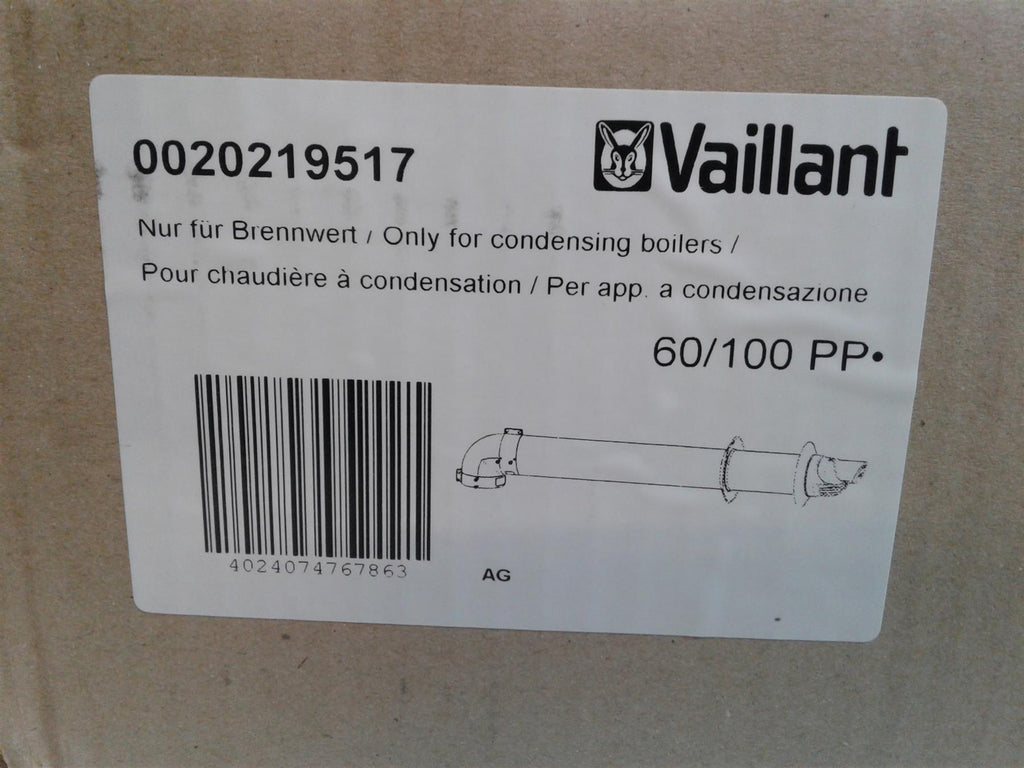 0020219517
Vaillant
Nur für Brennwert / Only for condensing boilers /
Pour chaudière à condensation / Per app. a condensazione
60/100 PP•
4024074767863
AG